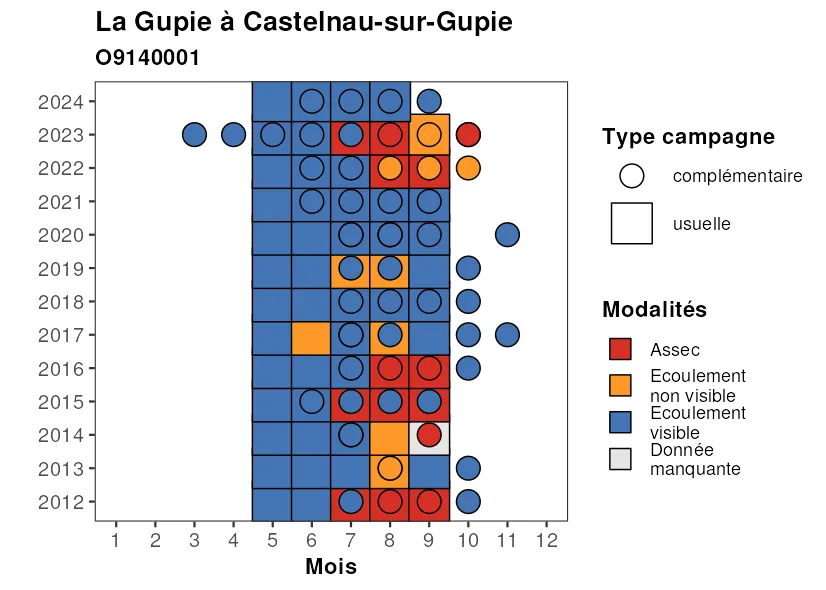 La Gupie à Castelnau-sur-Gupie
O9140001
2024
2023
2022
2021
2020
2019
2018
2017
2016
2015
2014
2013
2012
1 2 3 4 5 6 7 8 9 10 11 12
Mois
Type campagne
complémentaire
usuelle
Modalités
Assec
Ecoulement
non visible
Ecoulement
visible
Donnée
manquante